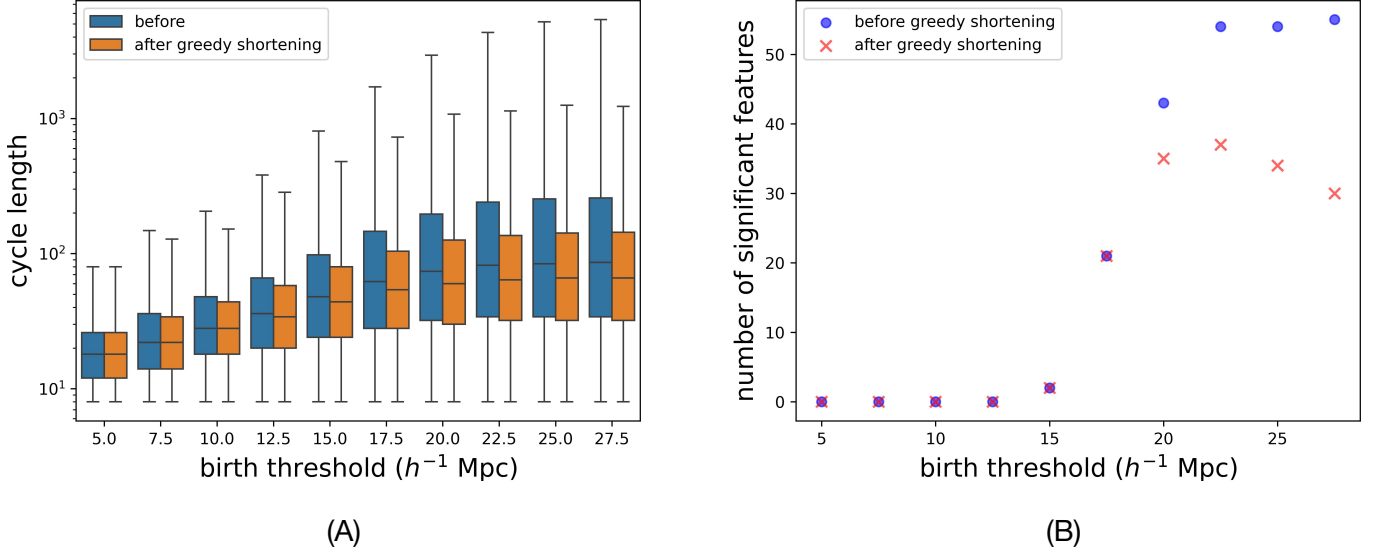 before
after greedy shortening
cycle length
10³
10²
10¹
5.0 7.5 10.0 12.5 15.0 17.5 20.0 22.5 25.0 27.5
birth threshold (h⁻¹ Mpc)
(A)
before greedy shortening
after greedy shortening
number of significant features
50
40
30
20
10
0
5 10 15 20 25
birth threshold (h⁻¹ Mpc)
(B)